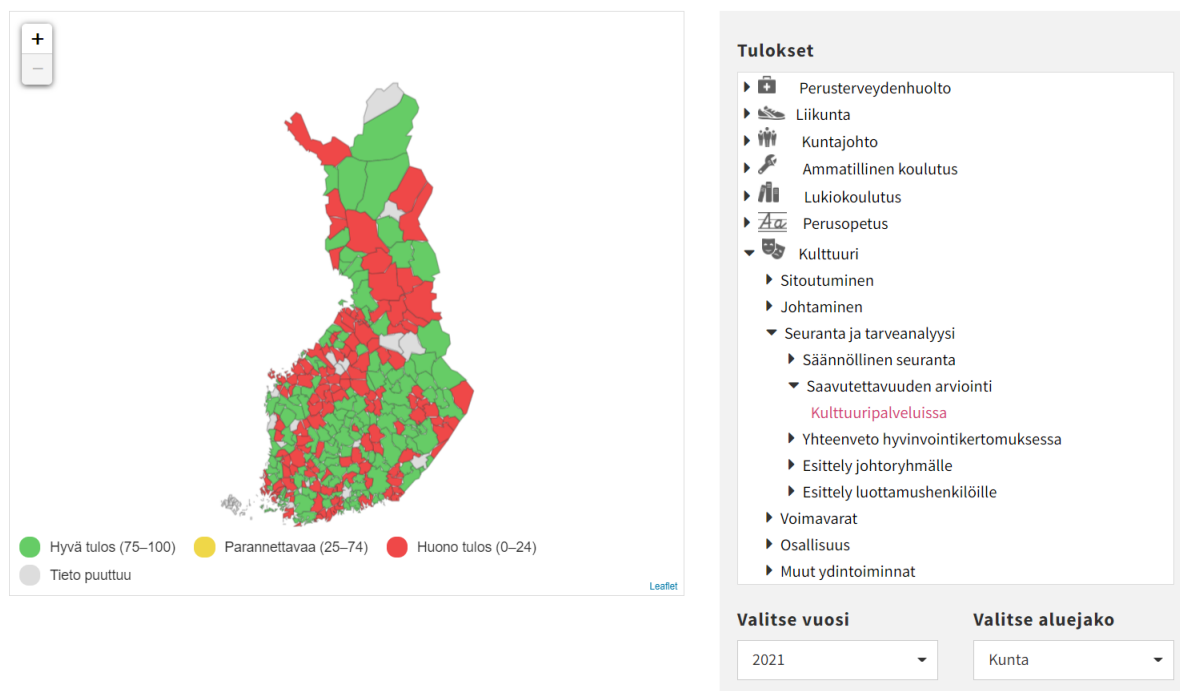 +
−
Hyvä tulos (75–100)
Parannettavaa (25–74)
Huono tulos (0–24)
Tieto puuttuu
Leaflet
Tulokset
Perusterveydenhuolto
Liikunta
Kuntajohto
Ammatillinen koulutus
Lukiokoulutus
Aa Perusopetus
Kulttuuri
Sitoutuminen
Johtaminen
Seuranta ja tarveanalyysi
Säännöllinen seuranta
Saavutettavuuden arviointi
Kulttuuripalveluissa
Yhteenveto hyvinvointikertomuksessa
Esittely johtoryhmälle
Esittely luottamushenkilöille
Voimavarat
Osallisuus
Muut ydintoiminnat
Valitse vuosi
2021
Valitse aluejako
Kunta